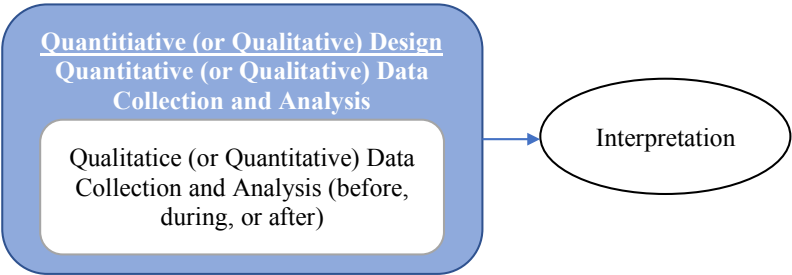 Quantitiative (or Qualitative) Design
Quantitative (or Qualitative) Data
Collection and Analysis
Qualitatice (or Quantitative) Data
Collection and Analysis (before,
during, or after)
Interpretation